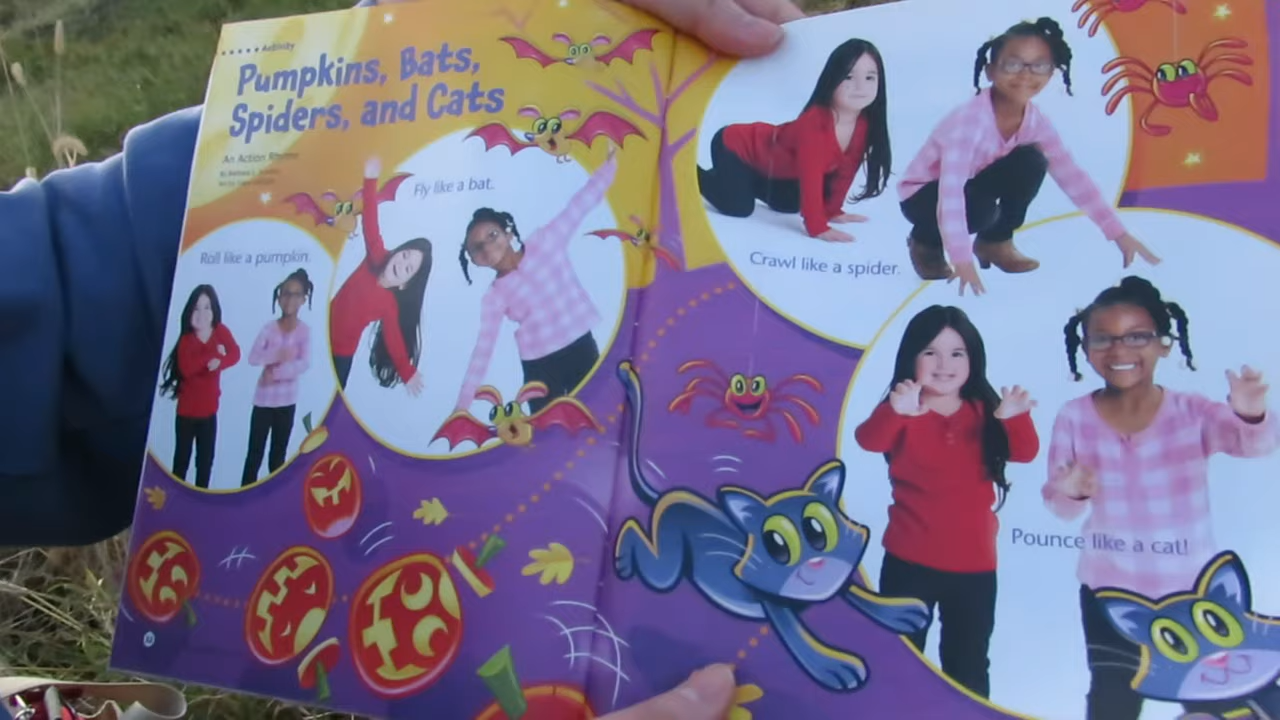 Activity
Pumpkins, Bats,
Spiders, and Cats
An Action Rhyme
Roll like a pumpkin.
Fly like a bat.
Crawl like a spider.
Pounce like a cat!